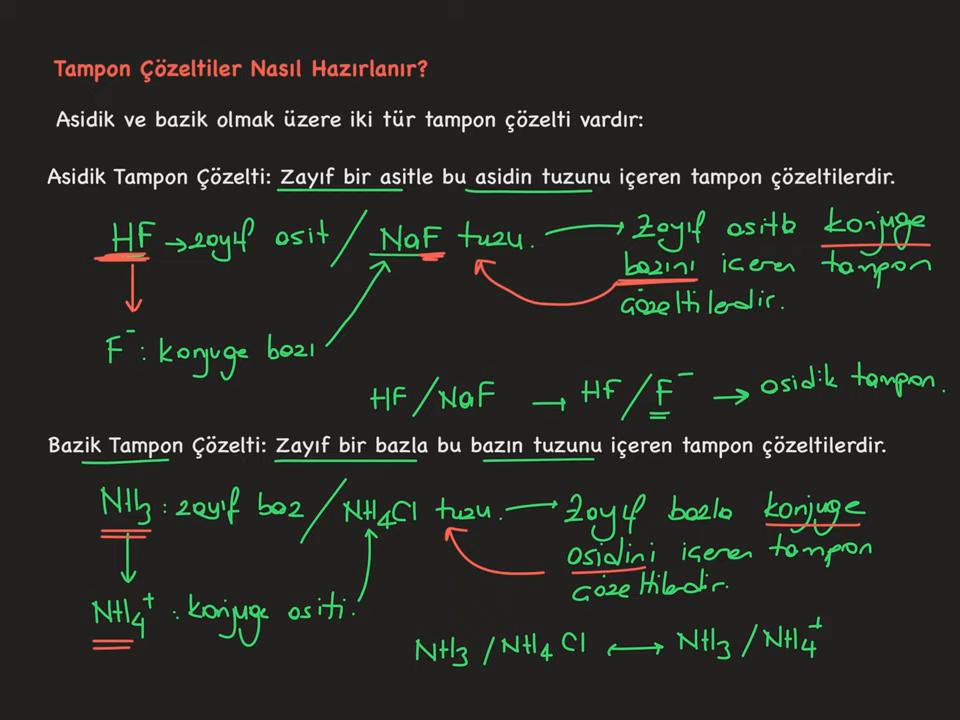 Tampon Çözeltiler Nasıl Hazırlanır?
Asidik ve bazik olmak üzere iki tür tampon çözelti vardır:
Asidik Tampon Çözelti: Zayıf bir asitle bu asidin tuzunu içeren tampon çözeltilerdir.
HF → zayıf asit / NaF tuzu. → Zayıf asitle konjuge
bazını içeren tampon
çözeltilerdir.
F⁻ : konjuge bazı
HF / NaF → HF / F⁻ → asidik tampon.
Bazik Tampon Çözelti: Zayıf bir bazla bu bazın tuzunu içeren tampon çözeltilerdir.
NH3 : zayıf baz / NH4Cl tuzu. → Zayıf bazla konjuge
asidini içeren tampon
çözeltilerdir.
NH4⁺ : konjuge asiti.
NH3 / NH4Cl ↔ NH3 / NH4⁺